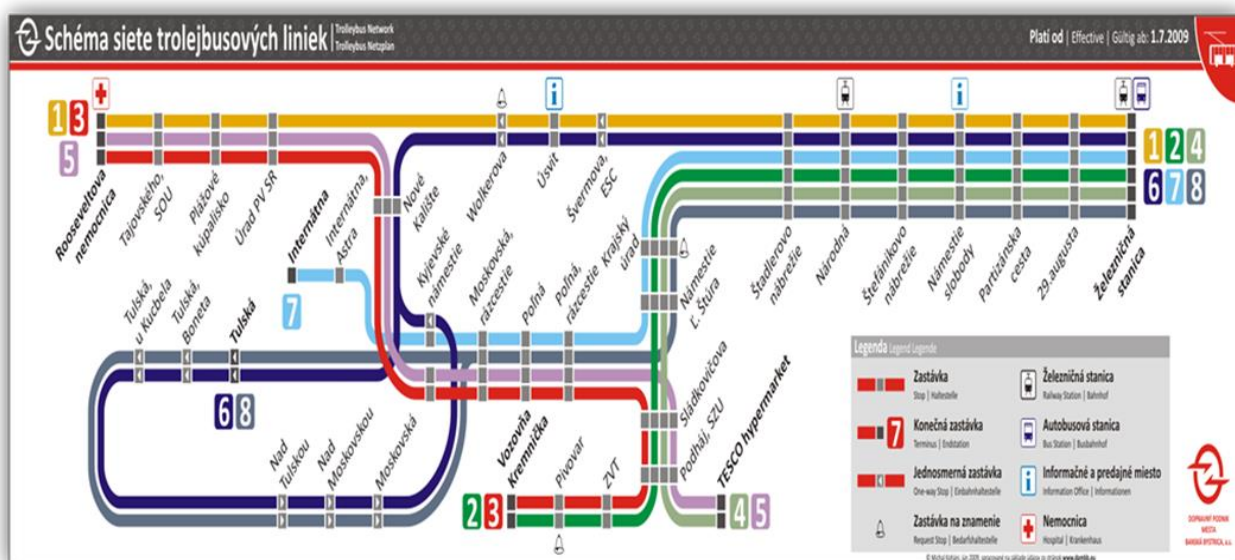 Schéma siete trolejbusových liniek
Trolleybus Network
Trolleybus Netzplan
Platí od | Effective | Gültig ab: 1.7.2009
1 3
5
Rooseveltova
nemocnica
Tajovského,
SOU
Plážové
kúpalisko
Úrad PV SR
Nové
Kalište
Wolkerova
Úsvit
Švermova,
ESC
Štadlerovo
nábrežie
Národná
Štefánikovo
nábrežie
Námestie
slobody
Partizánska
cesta
29.augusta
Železničná
stanica
1 2 4
6 7 8
Internátna
Internátna,
Astra
7
Kyjevské
námestie
Moskovská,
rázcestie
Poľná
Poľná,
rázcestie
Krajský
úrad
Námestie
Ľ. Štúra
Tulská,
u Kucbela
Tulská,
Boneta
Tulská
6 8
Nad
Tulskou
Nad
Moskovskou
Moskovská
Vozovňa
Kremnička
Pivovar
ZVT
2 3
Sládkovičova
Podháj, SZU
TESCO hypermarket
4 5
Legenda Legend Legende
Zastávka
Stop | Haltestelle
7
Konečná zastávka
Terminus | Endstation
Jednosmerná zastávka
One-way Stop | Einbahnhaltestelle
Zastávka na znamenie
Request Stop | Bedarfshaltestelle
Železničná stanica
Railway Station | Bahnhof
Autobusová stanica
Bus Station | Busbahnhof
Informačné a predajné miesto
Information Office | Informationen
Nemocnica
Hospital | Krankenhaus
DOPRAVNÝ PODNIK
MESTA
BANSKÁ BYSTRICA, a.s.